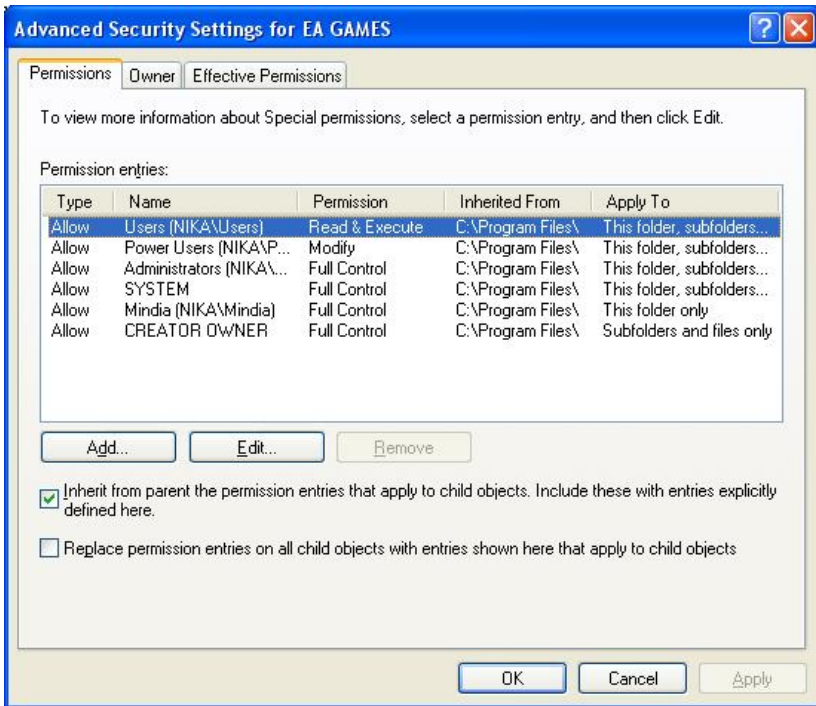 Advanced Security Settings for EA GAMES
Permissions Owner Effective Permissions
To view more information about Special permissions, select a permission entry, and then click Edit.
Permission entries:
Type Name Permission Inherited From Apply To
Allow Users (NIKA\Users) Read & Execute C:\Program Files\ This folder, subfolders...
Allow Power Users (NIKA\P... Modify C:\Program Files\ This folder, subfolders...
Allow Administrators (NIKA\... Full Control C:\Program Files\ This folder, subfolders...
Allow SYSTEM Full Control C:\Program Files\ This folder, subfolders...
Allow Mindia (NIKA\Mindia) Full Control C:\Program Files\ This folder only
Allow CREATOR OWNER Full Control C:\Program Files\ Subfolders and files only
Add... Edit... Remove
Inherit from parent the permission entries that apply to child objects. Include these with entries explicitly
defined here.
Replace permission entries on all child objects with entries shown here that apply to child objects
OK Cancel Apply